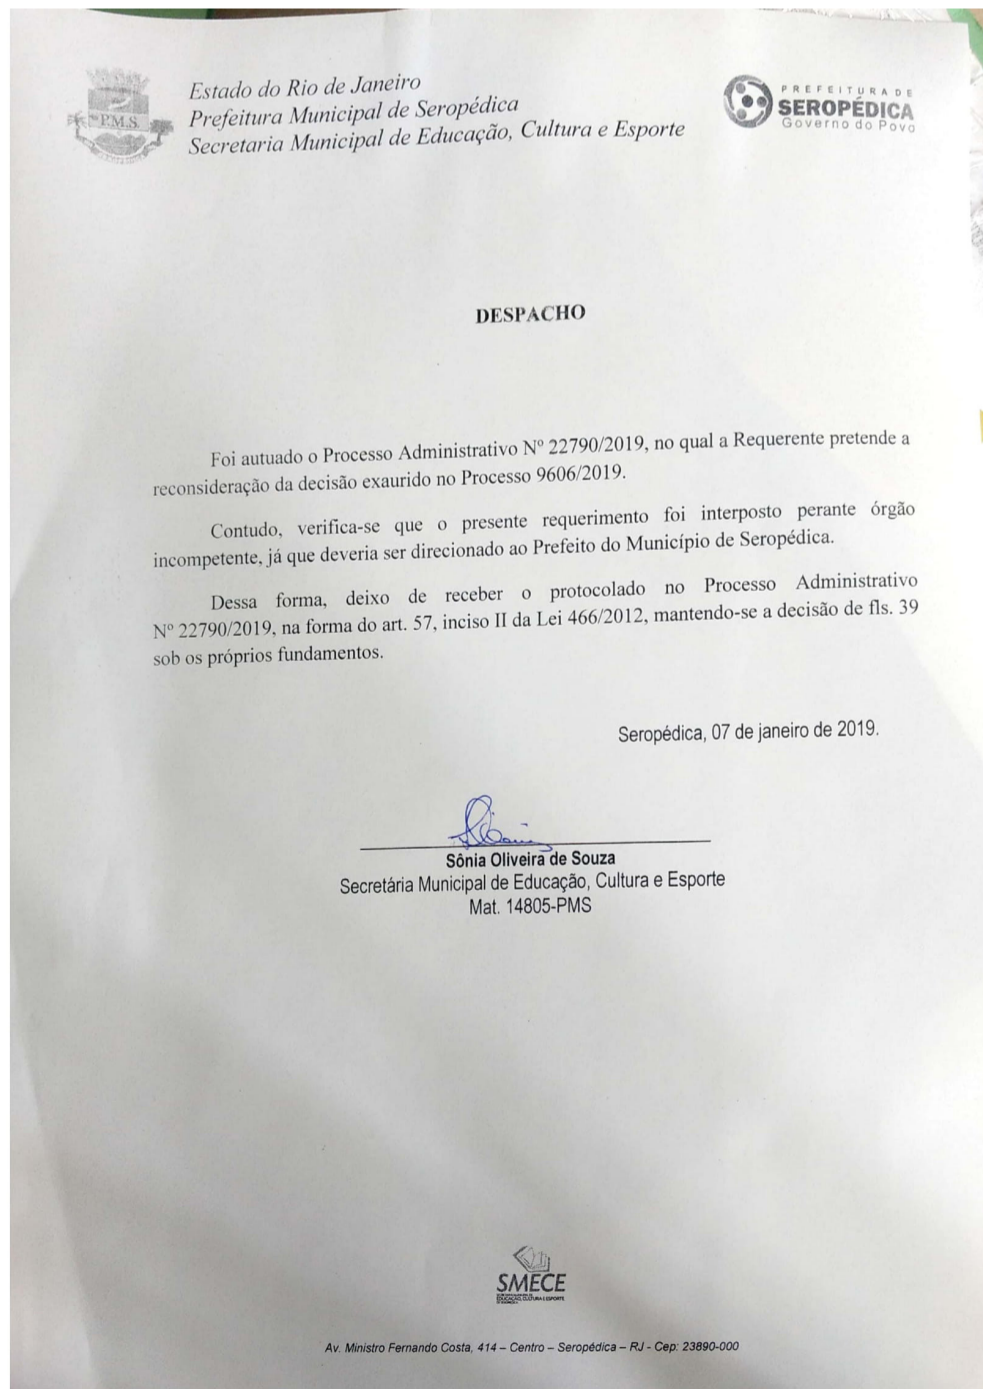 P.M.S.
Estado do Rio de Janeiro
Prefeitura Municipal de Seropédica
Secretaria Municipal de Educação, Cultura e Esporte
PREFEITURA DE
SEROPÉDICA
Governo do Povo
DESPACHO
Foi autuado o Processo Administrativo Nº 22790/2019, no qual a Requerente pretende a
reconsideração da decisão exaurido no Processo 9606/2019.
Contudo, verifica-se que o presente requerimento foi interposto perante órgão
incompetente, já que deveria ser direcionado ao Prefeito do Município de Seropédica.
Dessa forma, deixo de receber o protocolado no Processo Administrativo
Nº 22790/2019, na forma do art. 57, inciso II da Lei 466/2012, mantendo-se a decisão de fls. 39
sob os próprios fundamentos.
Seropédica, 07 de janeiro de 2019.
Sônia Oliveira de Souza
Secretária Municipal de Educação, Cultura e Esporte
Mat. 14805-PMS
SMECE
EDUCAÇÃO, CULTURA E ESPORTE
Av. Ministro Fernando Costa, 414 – Centro – Seropédica – RJ - Cep: 23890-000